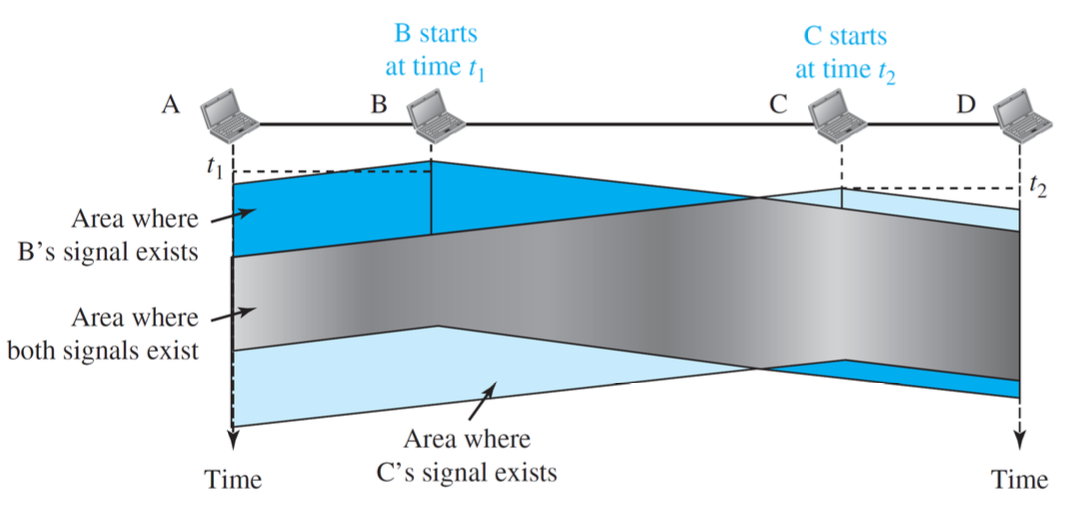 B starts
at time t1
C starts
at time t2
A
B
C
D
t1
t2
Area where
B’s signal exists
Area where
both signals exist
Area where
C’s signal exists
Time
Time